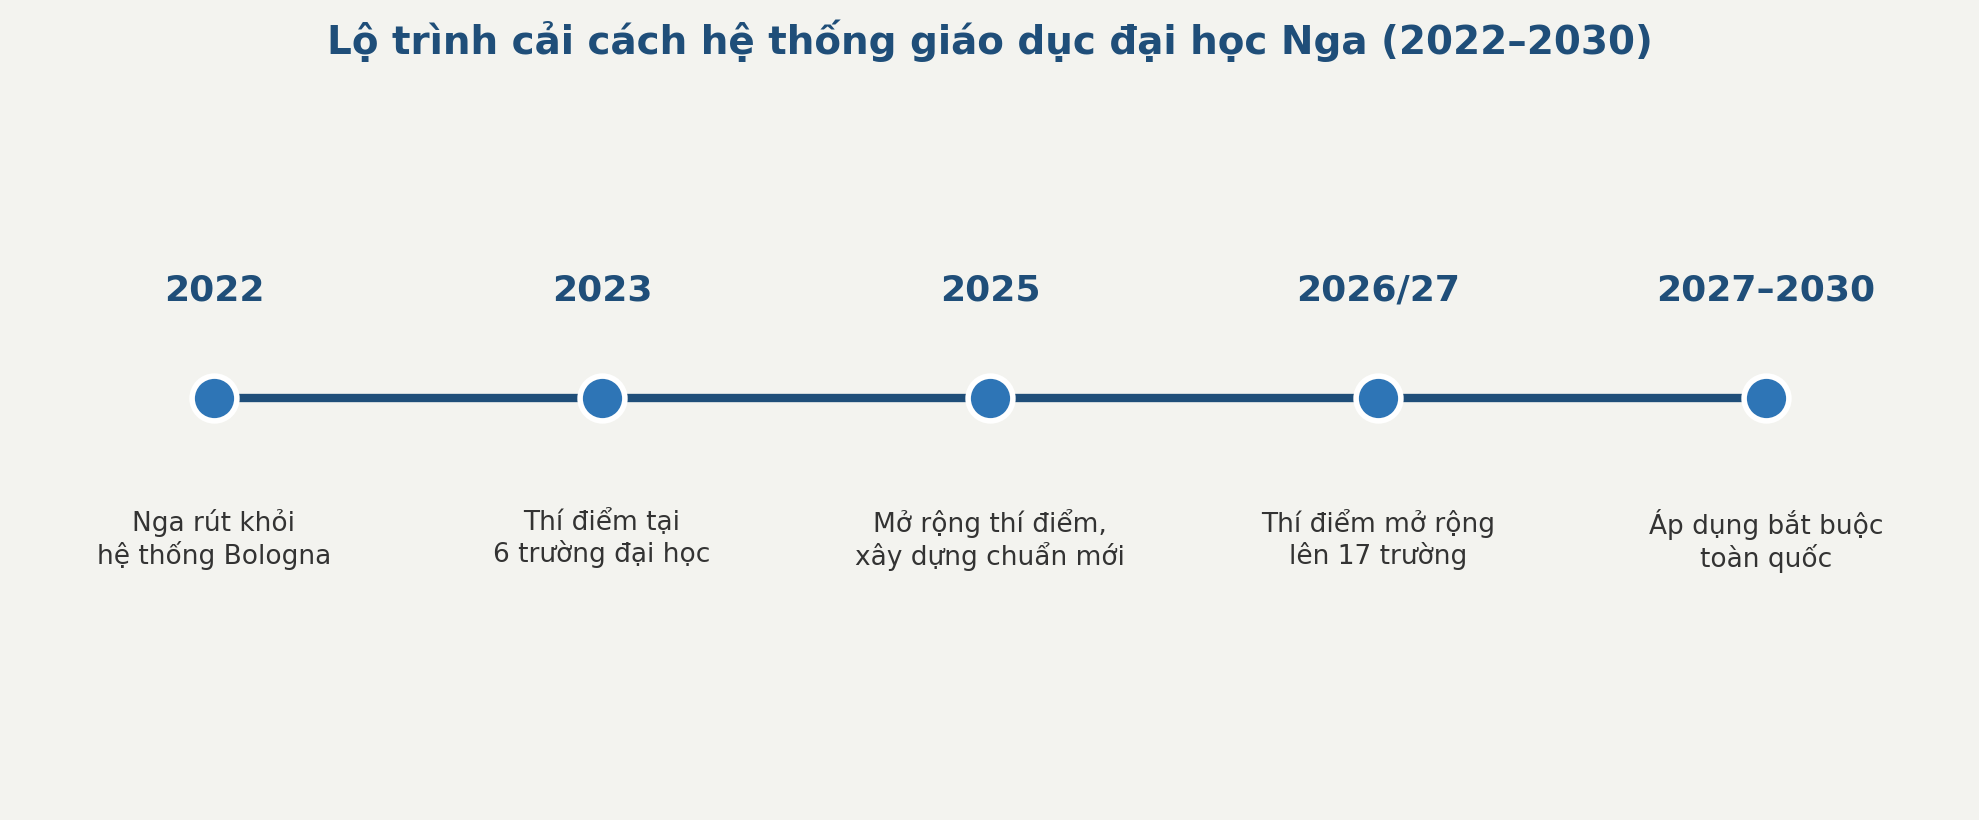 Lộ trình cải cách hệ thống giáo dục đại học Nga (2022–2030)
2022
Nga rút khỏi
hệ thống Bologna
2023
Thí điểm tại
6 trường đại học
2025
Mở rộng thí điểm,
xây dựng chuẩn mới
2026/27
Thí điểm mở rộng
lên 17 trường
2027–2030
Áp dụng bắt buộc
toàn quốc